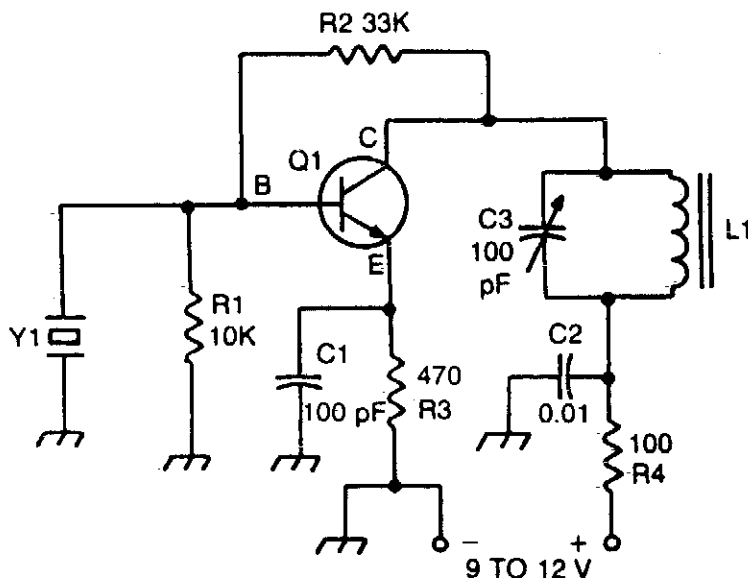 R2 33K
C
Q1
B
E
C3
100
pF
L1
Y1
R1
10K
C1
100 pF
470
R3
C2
0.01
100
R4
− +
9 TO 12 V